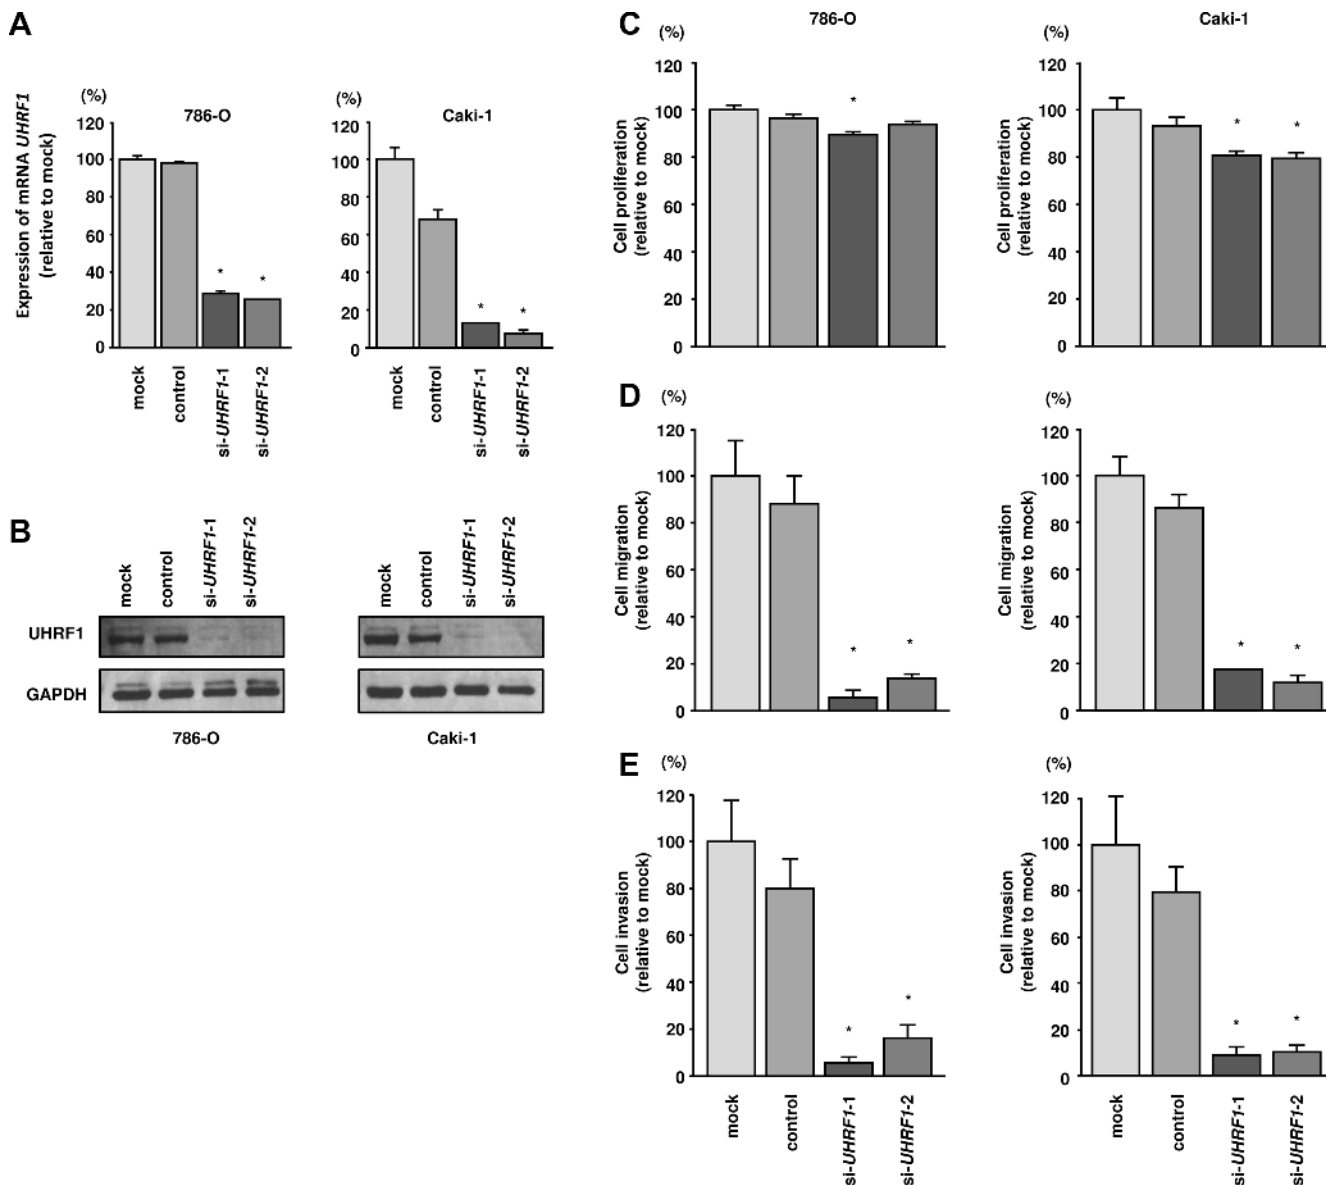 A
(%)
786-O
(%)
Caki-1
Expression of mRNA UHRF1
(relative to mock)
120
100
80
60
40
20
0
*
*
mock
control
si-UHRF1-1
si-UHRF1-2
120
100
80
60
40
20
0
*
*
mock
control
si-UHRF1-1
si-UHRF1-2
B
mock
control
si-UHRF1-1
si-UHRF1-2
mock
control
si-UHRF1-1
si-UHRF1-2
UHRF1
GAPDH
786-O
Caki-1
C
(%)
786-O
(%)
Caki-1
Cell proliferation
(relative to mock)
120
100
80
60
40
20
0
*
Cell proliferation
(relative to mock)
120
100
80
60
40
20
0
*
*
D
(%)
(%)
Cell migration
(relative to mock)
120
100
80
60
40
20
0
*
*
Cell migration
(relative to mock)
120
100
80
60
40
20
0
*
*
E
(%)
(%)
Cell invasion
(relative to mock)
120
100
80
60
40
20
0
*
*
mock
control
si-UHRF1-1
si-UHRF1-2
Cell invasion
(relative to mock)
120
100
80
60
40
20
0
*
*
mock
control
si-UHRF1-1
si-UHRF1-2